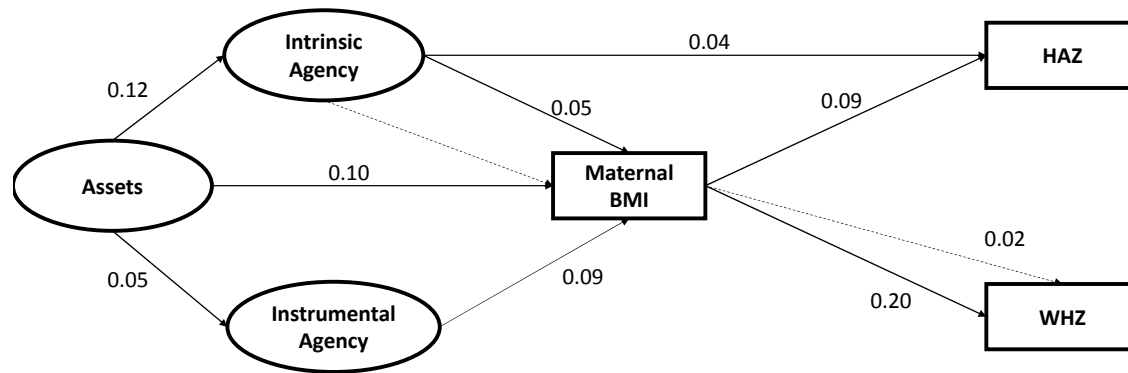 Intrinsic
Agency
0.04
HAZ
0.12
0.05
0.09
Assets
0.10
Maternal
BMI
0.05
0.09
0.02
0.20
Instrumental
Agency
WHZ